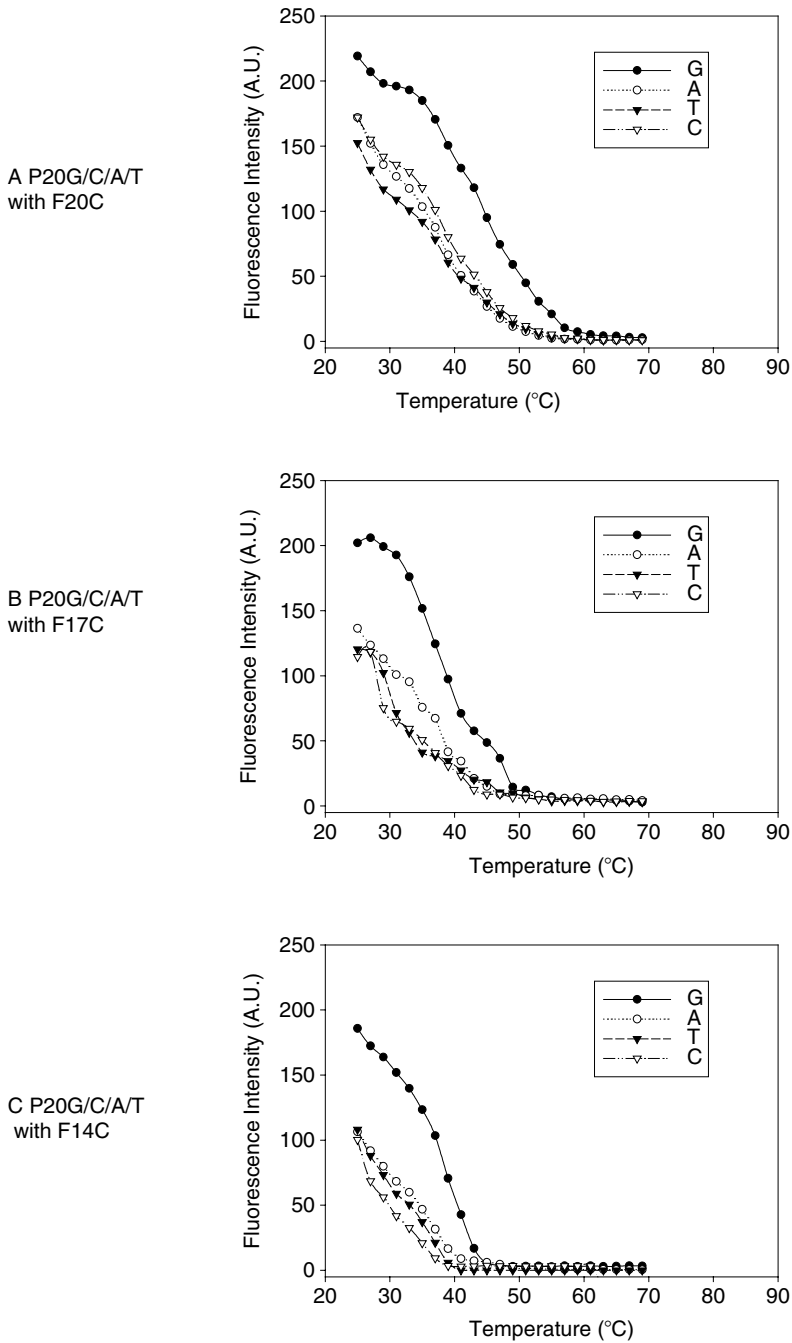 A P20G/C/A/T
with F20C
Fluorescence Intensity (A.U.)
250
200
150
100
50
0
20 30 40 50 60 70 80 90
Temperature (°C)
G
A
T
C
B P20G/C/A/T
with F17C
Fluorescence Intensity (A.U.)
250
200
150
100
50
0
20 30 40 50 60 70 80 90
Temperature (°C)
G
A
T
C
C P20G/C/A/T
with F14C
Fluorescence Intensity (A.U.)
250
200
150
100
50
0
20 30 40 50 60 70 80 90
Temperature (°C)
G
A
T
C